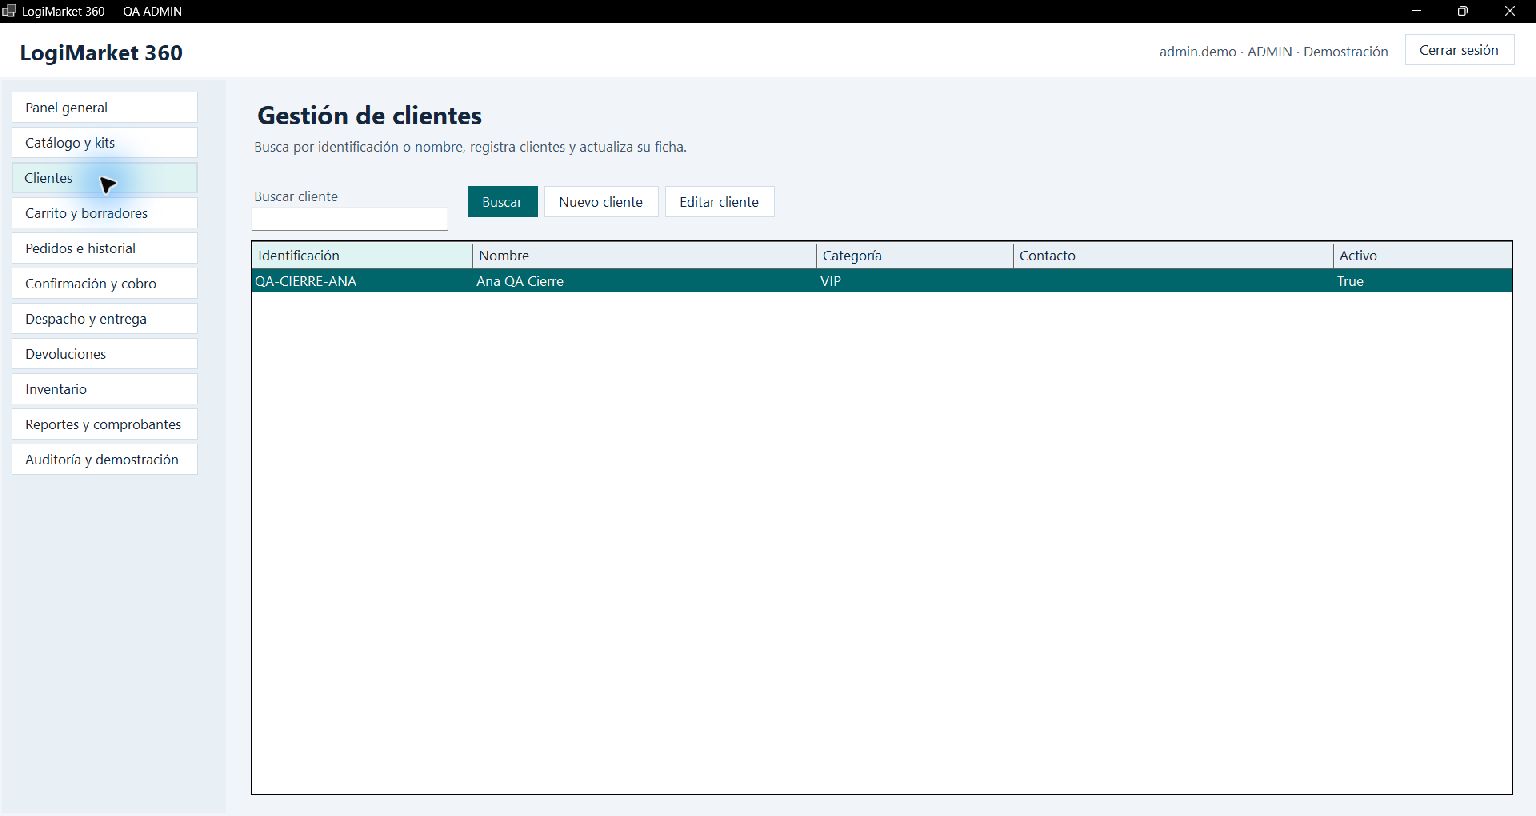 LogiMarket 360 QA ADMIN
LogiMarket 360
admin.demo · ADMIN · Demostración
Cerrar sesión
Panel general
Catálogo y kits
Clientes
Carrito y borradores
Pedidos e historial
Confirmación y cobro
Despacho y entrega
Devoluciones
Inventario
Reportes y comprobantes
Auditoría y demostración
Gestión de clientes
Busca por identificación o nombre, registra clientes y actualiza su ficha.
Buscar cliente
Buscar
Nuevo cliente
Editar cliente
Identificación Nombre Categoría Contacto Activo
QA-CIERRE-ANA Ana QA Cierre VIP True